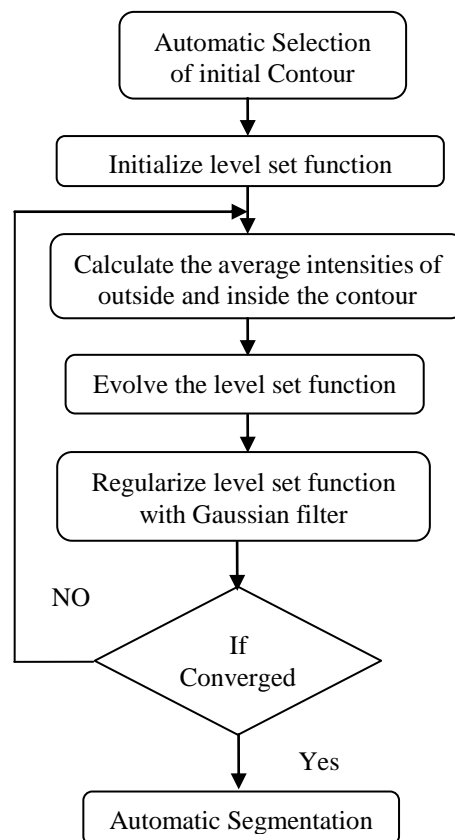 Automatic Selection
of initial Contour
Initialize level set function
Calculate the average intensities of
outside and inside the contour
Evolve the level set function
Regularize level set function
with Gaussian filter
NO
If
Converged
Yes
Automatic Segmentation